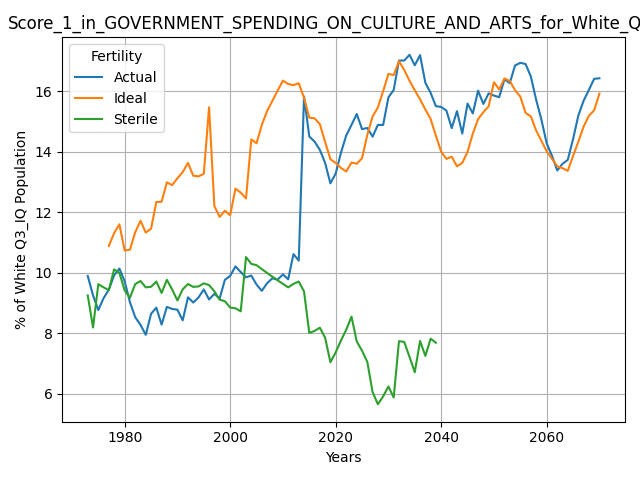 Score_1_in_GOVERNMENT_SPENDING_ON_CULTURE_AND_ARTS_for_White_Q
Fertility
Actual
Ideal
Sterile
% of White Q3_IQ Population
16
14
12
10
8
6
1980 2000 2020 2040 2060
Years